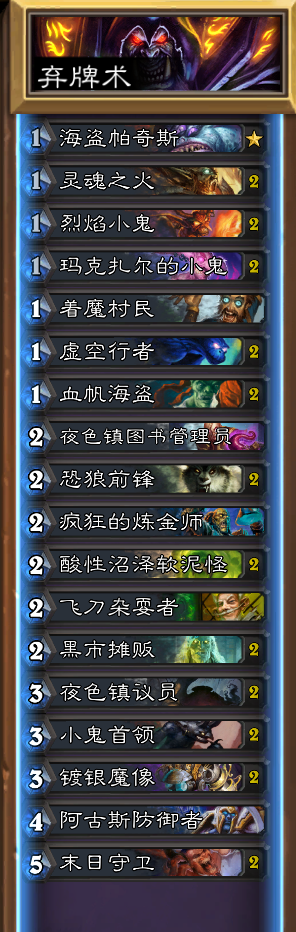 弃牌术
1 海盗帕奇斯
1 灵魂之火 2
1 烈焰小鬼 2
1 玛克扎尔的小鬼 2
1 着魔村民
1 虚空行者 2
1 血帆海盗 2
2 夜色镇图书管理员 2
2 恐狼前锋 2
2 疯狂的炼金师
2 酸性沼泽软泥怪 2
2 飞刀杂耍者 2
2 黑市摊贩 2
3 夜色镇议员 2
3 小鬼首领 2
3 镀银魔像 2
4 阿古斯防御者
5 末日守卫 2